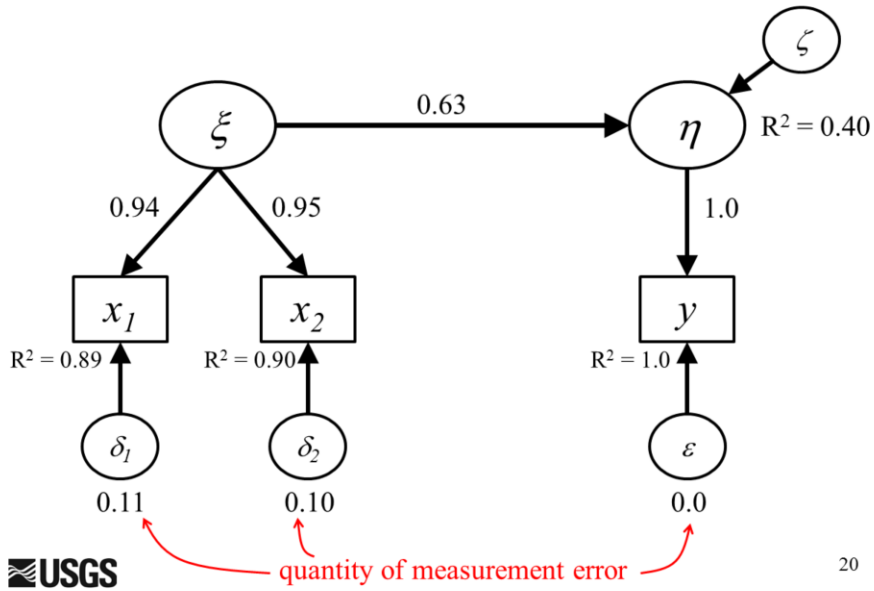 ζ
0.63
ξ
η
R² = 0.40
0.94
0.95
1.0
x₁
x₂
y
R² = 0.89
R² = 0.90
R² = 1.0
δ₁
δ₂
ε
0.11
0.10
0.0
USGS
quantity of measurement error
20